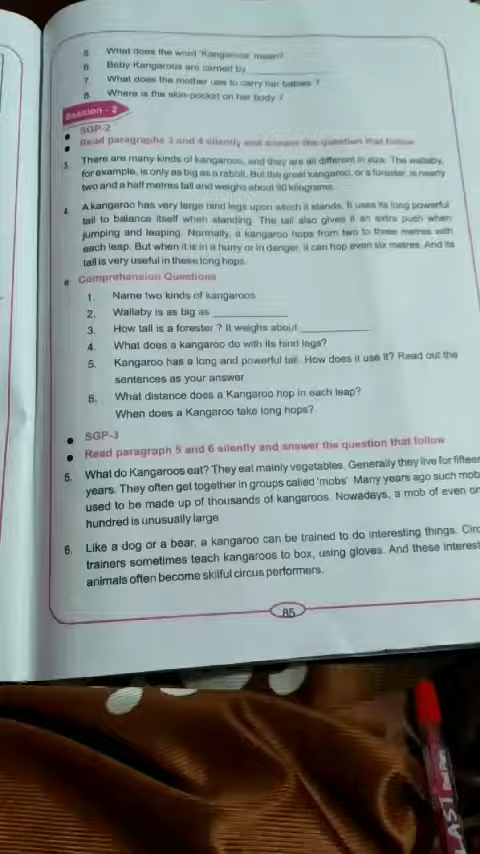 5. What does the word 'Kangaroos' mean?
6. Beby Kangaroos are carried by
7. What does the mother use to carry her babies ?
8. Where is the skin-pocket on her body ?
Session - 2
SGP-2
Read paragraphs 3 and 4 silently and answer the question that follow
3. There are many kinds of kangaroos, and they are all different in size. The wallaby,
for example, is only as big as a rabbit. But the great kangaroo, or a forester, is nearly
two and a half metres tall and weighs about 90 kilograms.
4. A kangaroo has very large hind legs upon which it stands. It uses its long powerful
tail to balance itself when standing. The tail also gives it an extra push when
jumping and leaping. Normally, a kangaroo hops from two to three metres with
each leap. But when it is in a hurry or in danger, it can hop even six metres. And its
tail is very useful in these long hops.
Comprehension Questions
1. Name two kinds of kangaroos
2. Wallaby is as big as
3. How tall is a forester ? It weighs about
4. What does a kangaroo do with its hind legs?
5. Kangaroo has a long and powerful tail. How does it use it? Read out the
sentences as your answer
6. What distance does a Kangaroo hop in each leap?
When does a Kangaroo take long hops?
SGP-3
Read paragraph 5 and 6 silently and answer the question that follow
5. What do Kangaroos eat? They eat mainly vegetables. Generally they live for fifteen
years. They often get together in groups called 'mobs' Many years ago such mob
used to be made up of thousands of kangaroos. Nowadays, a mob of even on
hundred is unusually large
6. Like a dog or a bear, a kangaroo can be trained to do interesting things. Circ
trainers sometimes teach kangaroos to box, using gloves. And these interest
animals often become skilful circus performers.
85